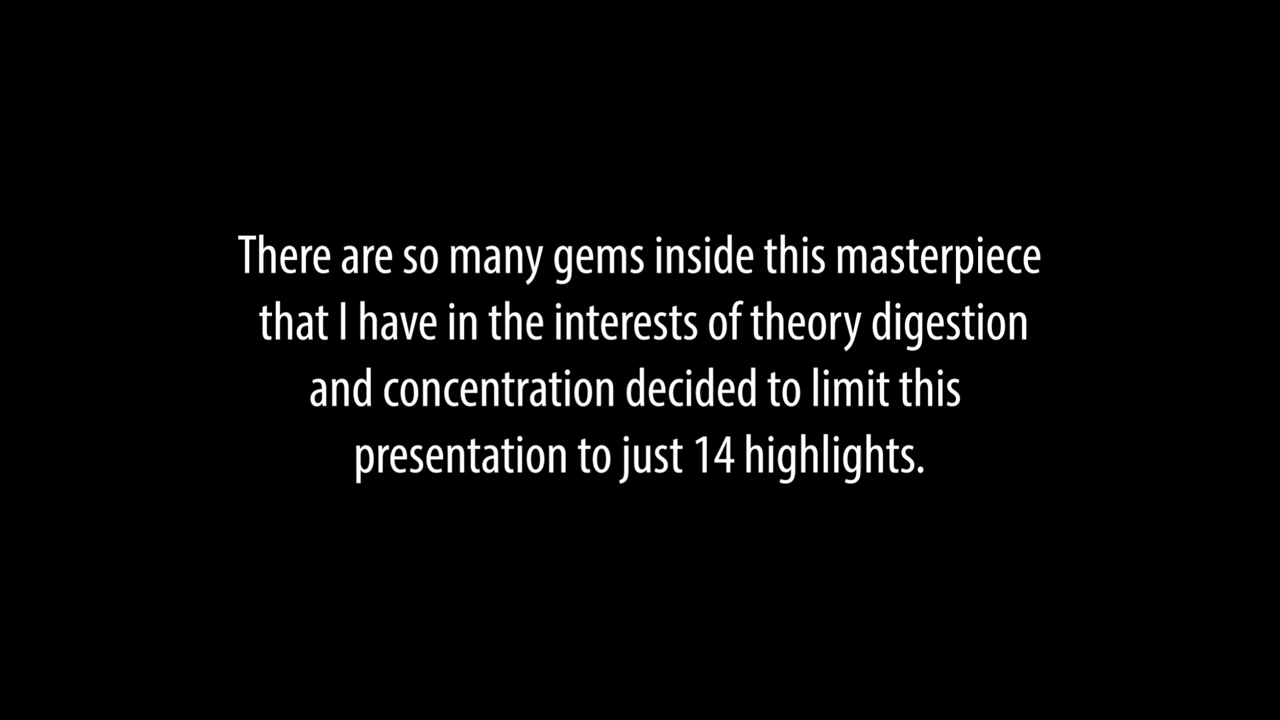 There are so many gems inside this masterpiece
that I have in the interests of theory digestion
and concentration decided to limit this
presentation to just 14 highlights.